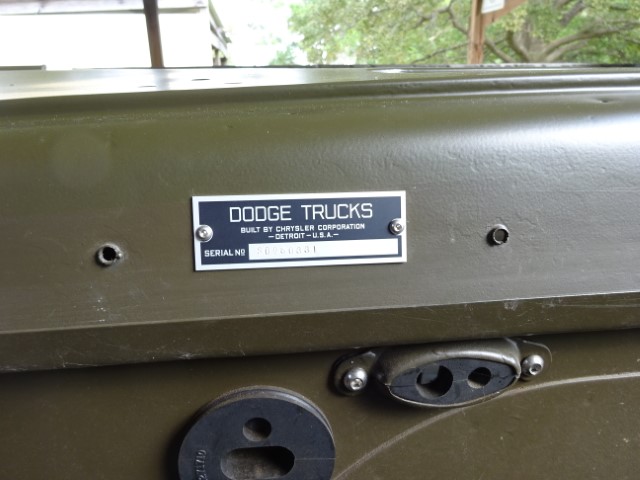 DODGE TRUCKS
BUILT BY CHRYSLER CORPORATION
—DETROIT—U.S.A.—
SERIAL Nº